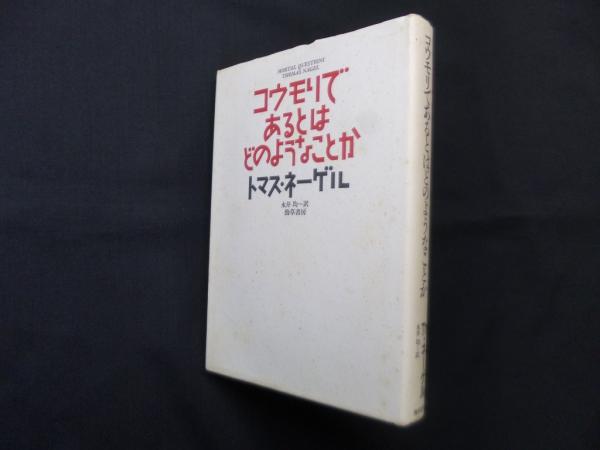 MORTAL QUESTIONS
THOMAS NAGEL
コウモリで
あるとは
どのようなことか
トマス・ネーゲル
永井 均=訳
勁草書房